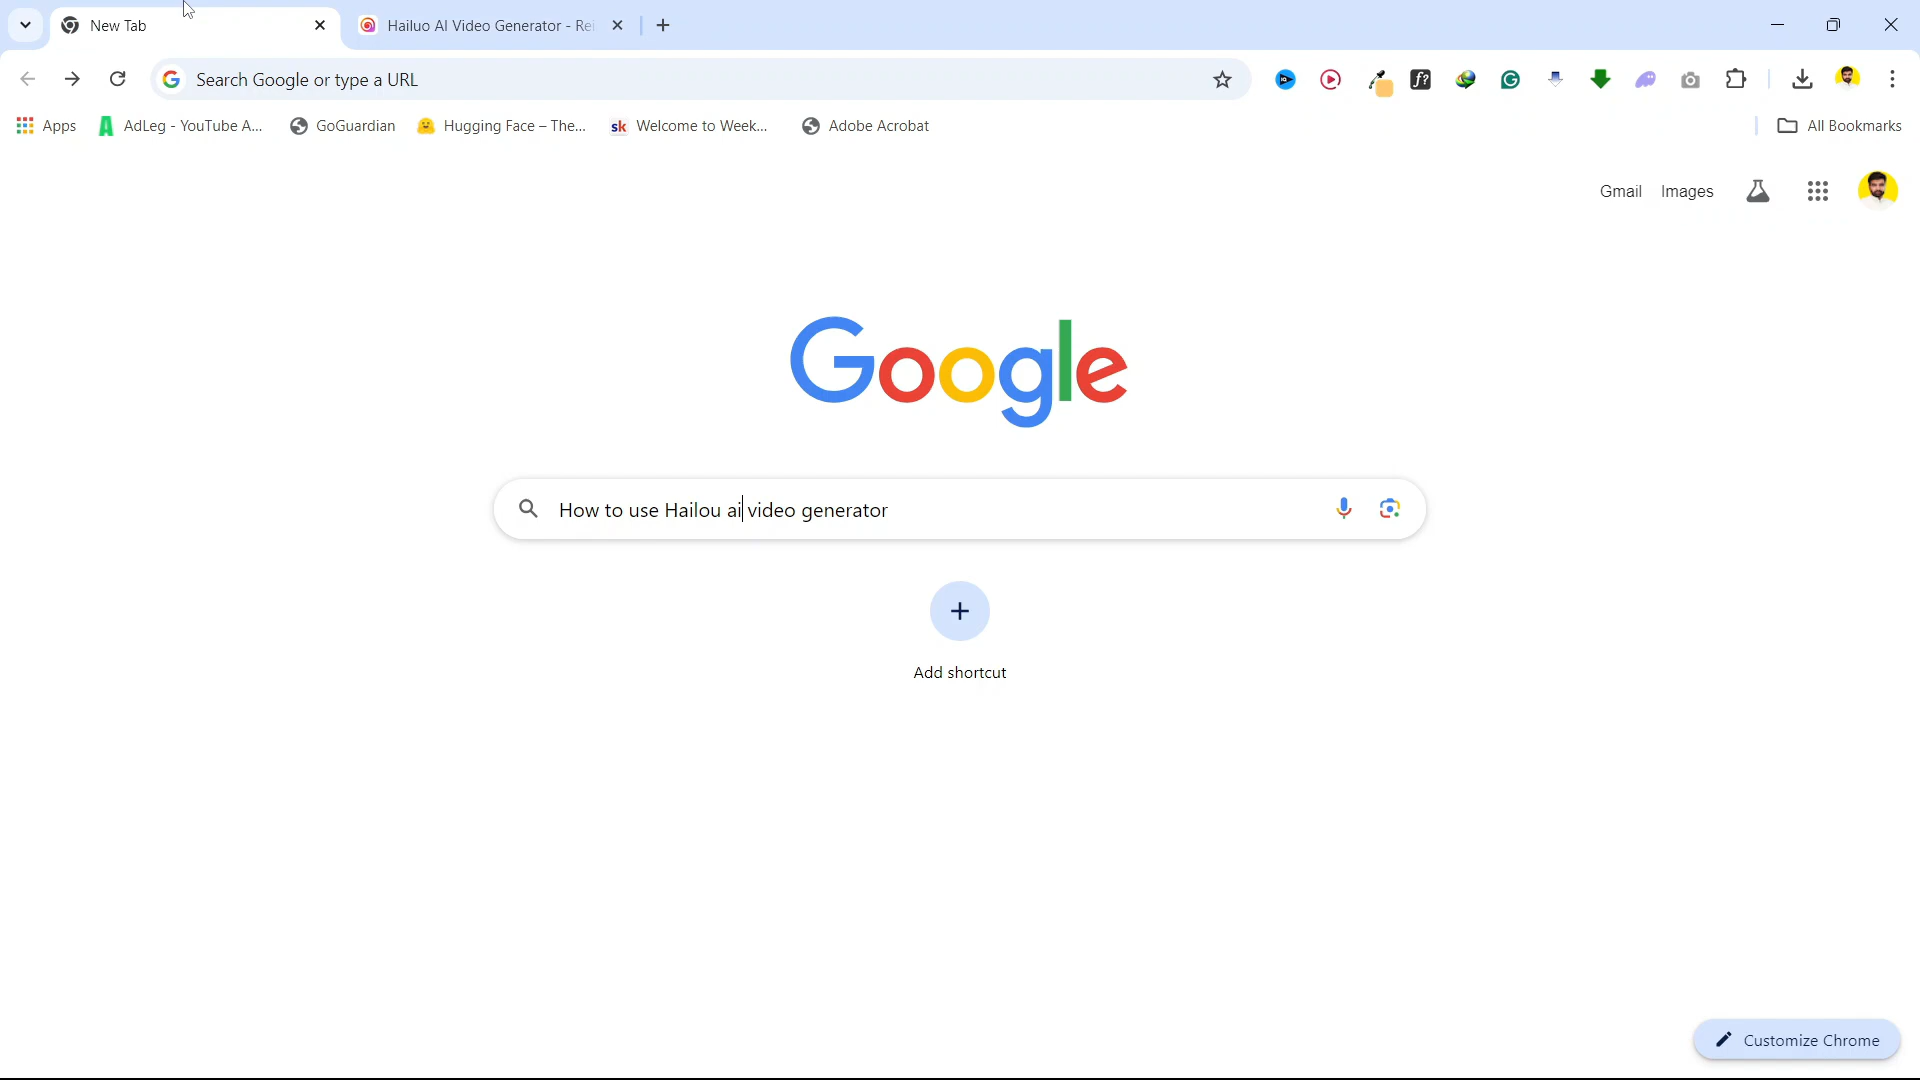 New Tab
Hailuo AI Video Generator - Rei
Search Google or type a URL
Apps
AdLeg - YouTube A...
GoGuardian
Hugging Face – The...
sk Welcome to Week...
Adobe Acrobat
All Bookmarks
Gmail
Images
Google
How to use Hailou ai video generator
Add shortcut
Customize Chrome